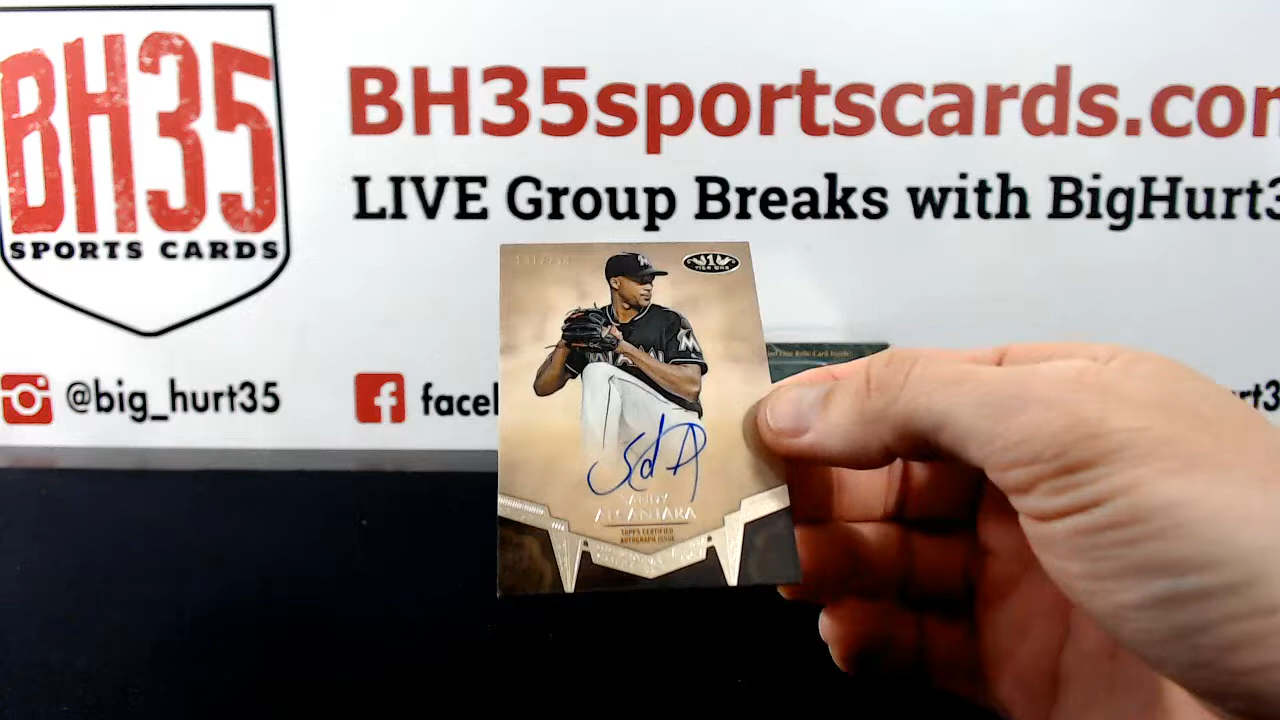 BH35
SPORTS CARDS
BH35sportscards.com
LIVE Group Breaks with BigHurt3
@big_hurt35
facel
rt3
TIER ONE
M
SANDY
ALCANTARA
TOPPS CERTIFIED
AUTOGRAPH ISSUE